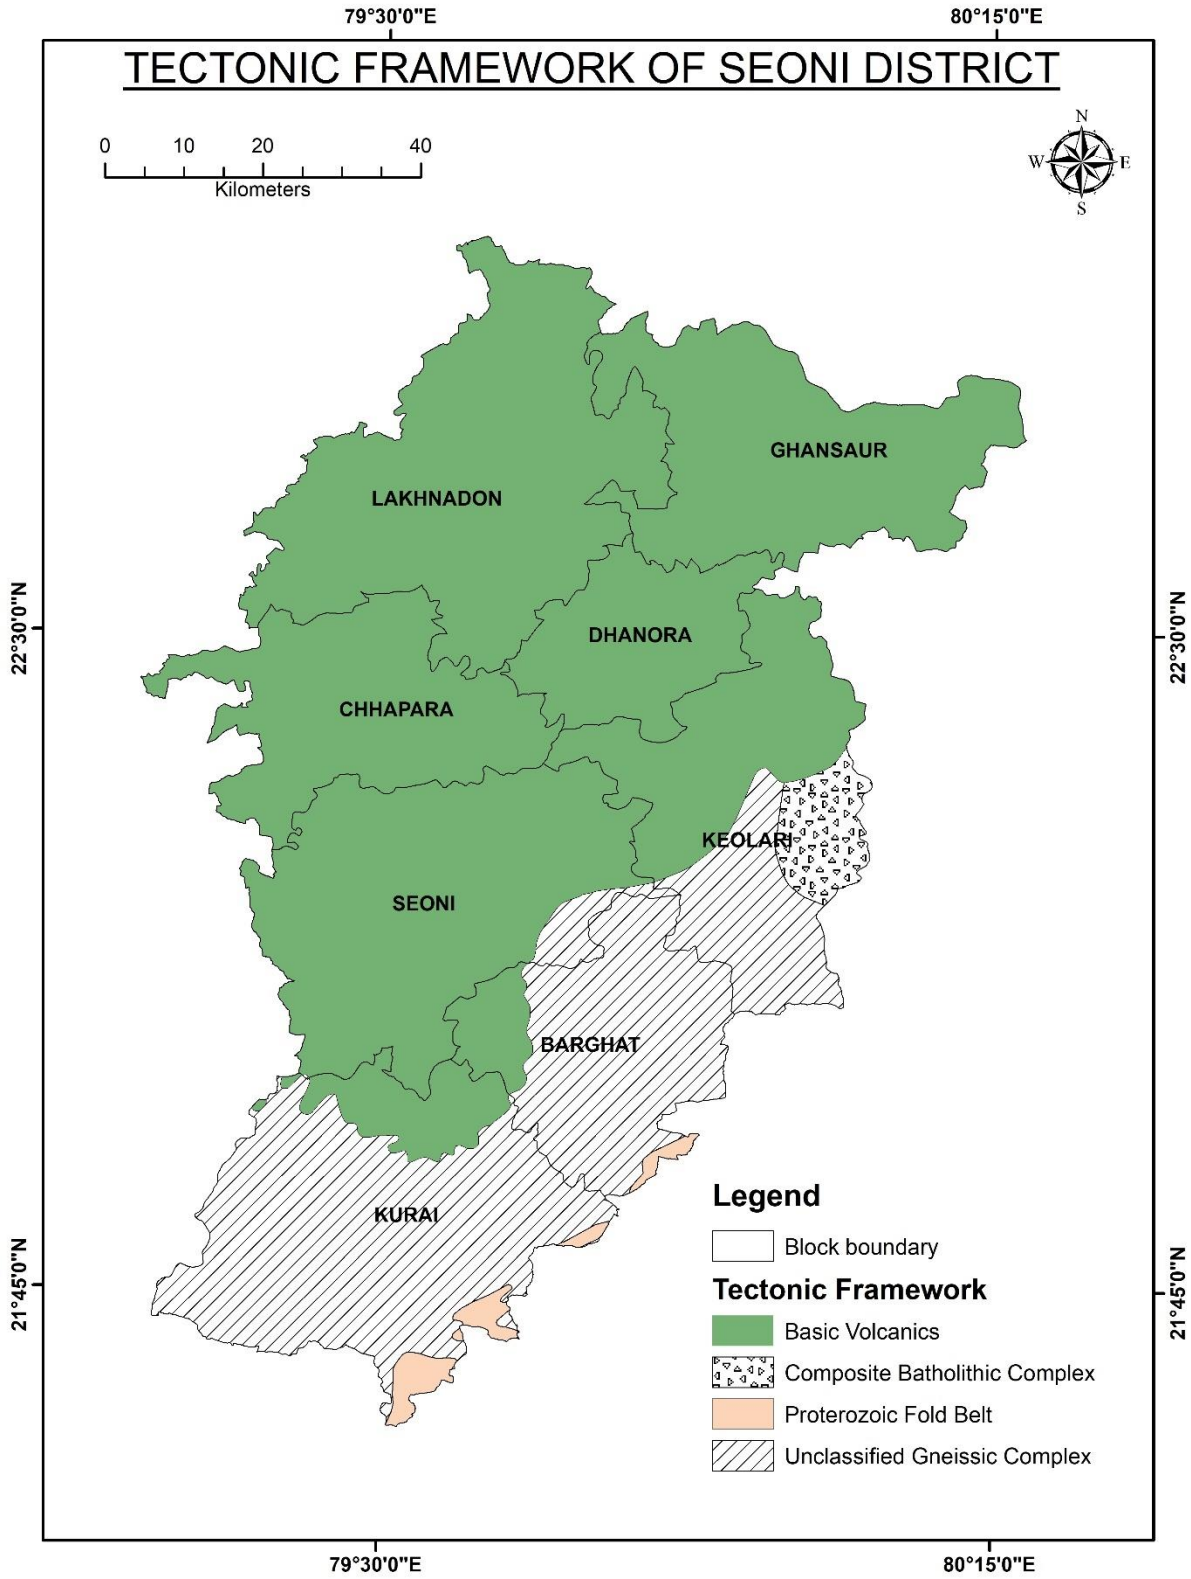 79°30'0"E 80°15'0"E
TECTONIC FRAMEWORK OF SEONI DISTRICT
0 10 20 40
Kilometers
N
W E
S
GHANSAUR
LAKHNADON
22°30'0"N
22°30'0"N
DHANORA
CHHAPARA
KEOLARI
SEONI
BARGHAT
KURAI
21°45'0"N
21°45'0"N
Legend
Block boundary
Tectonic Framework
Basic Volcanics
Composite Batholithic Complex
Proterozoic Fold Belt
Unclassified Gneissic Complex
79°30'0"E 80°15'0"E